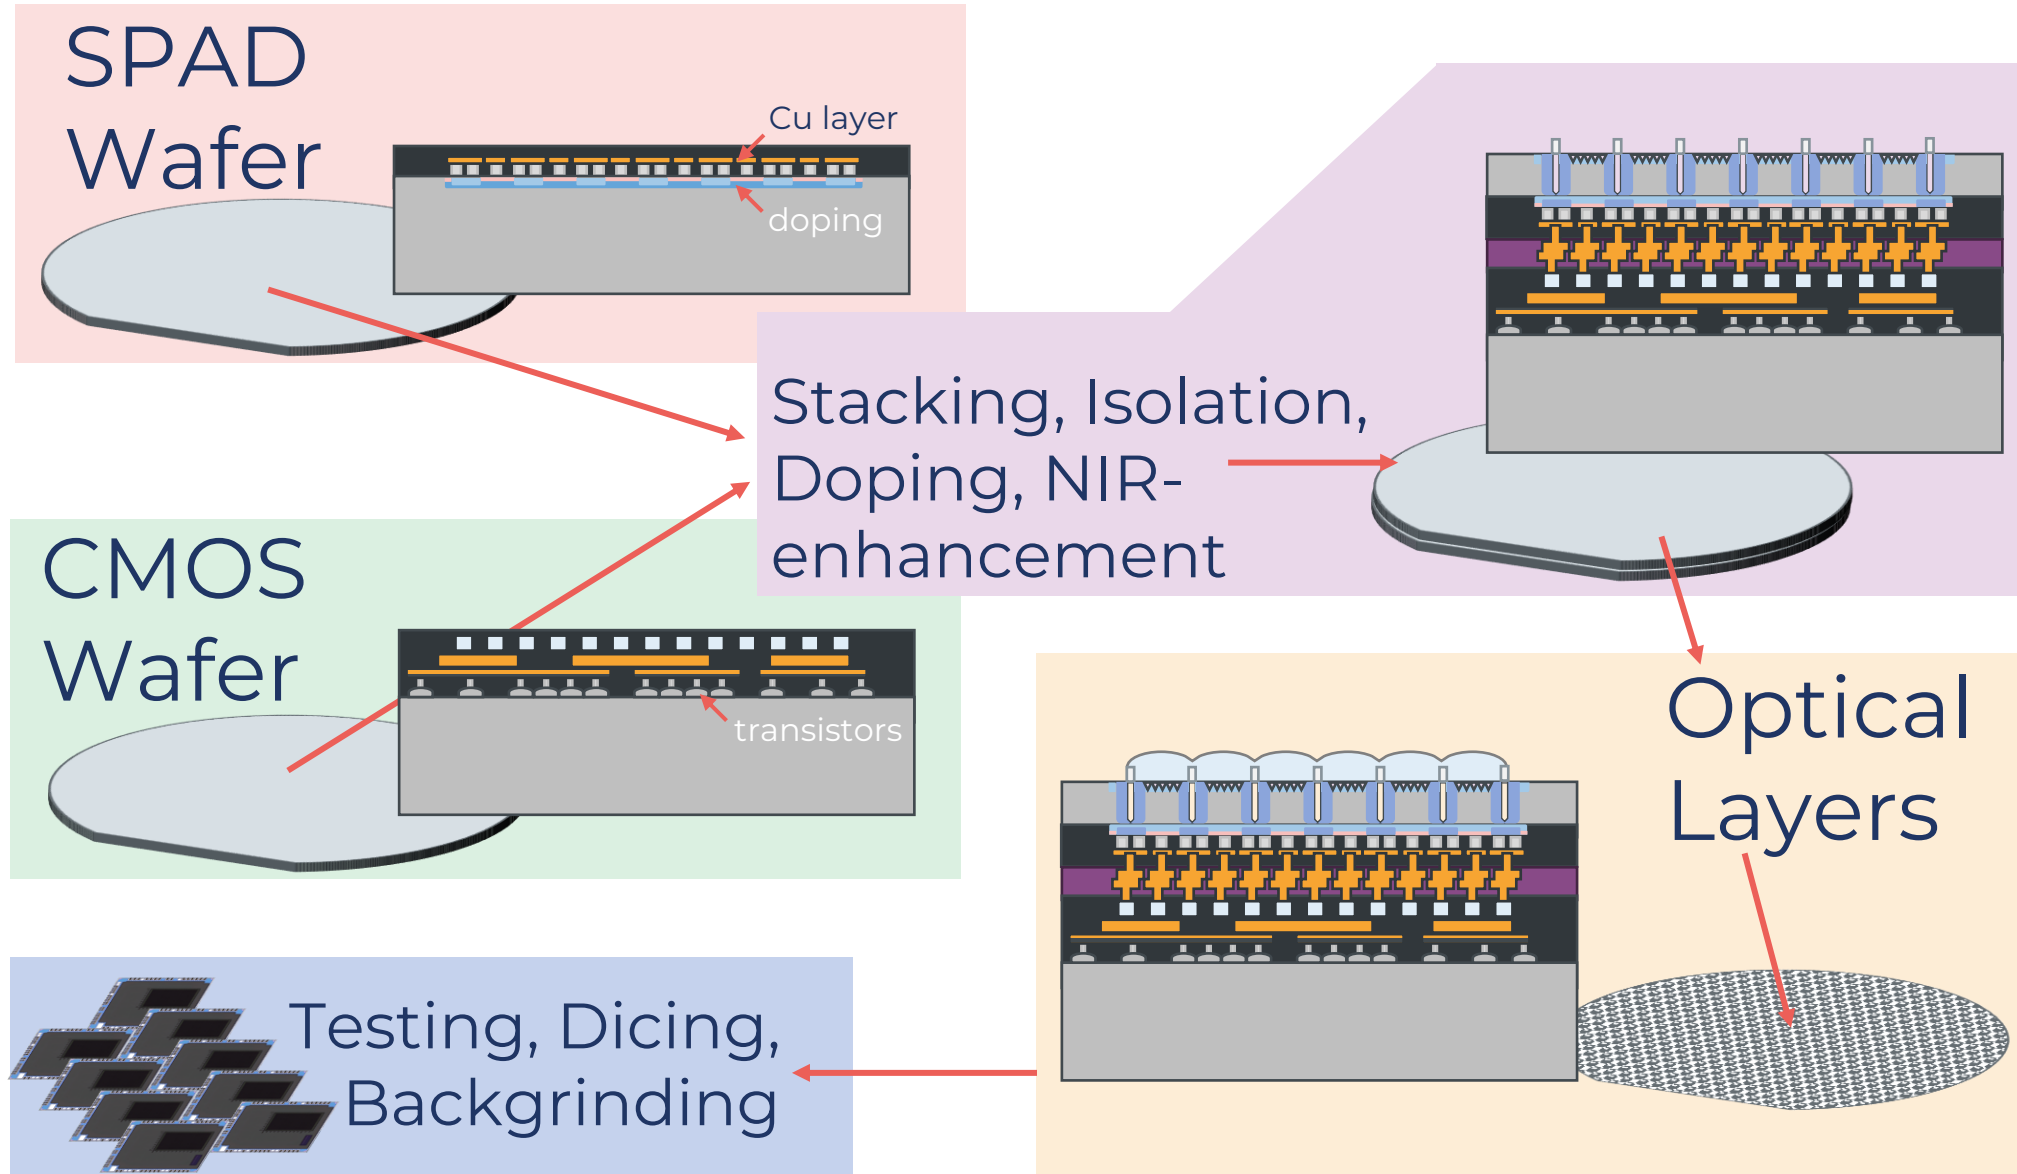 SPAD
Wafer
Cu layer
doping
Stacking, Isolation,
Doping, NIR-
enhancement
CMOS
Wafer
transistors
Optical
Layers
Testing, Dicing,
Backgrinding